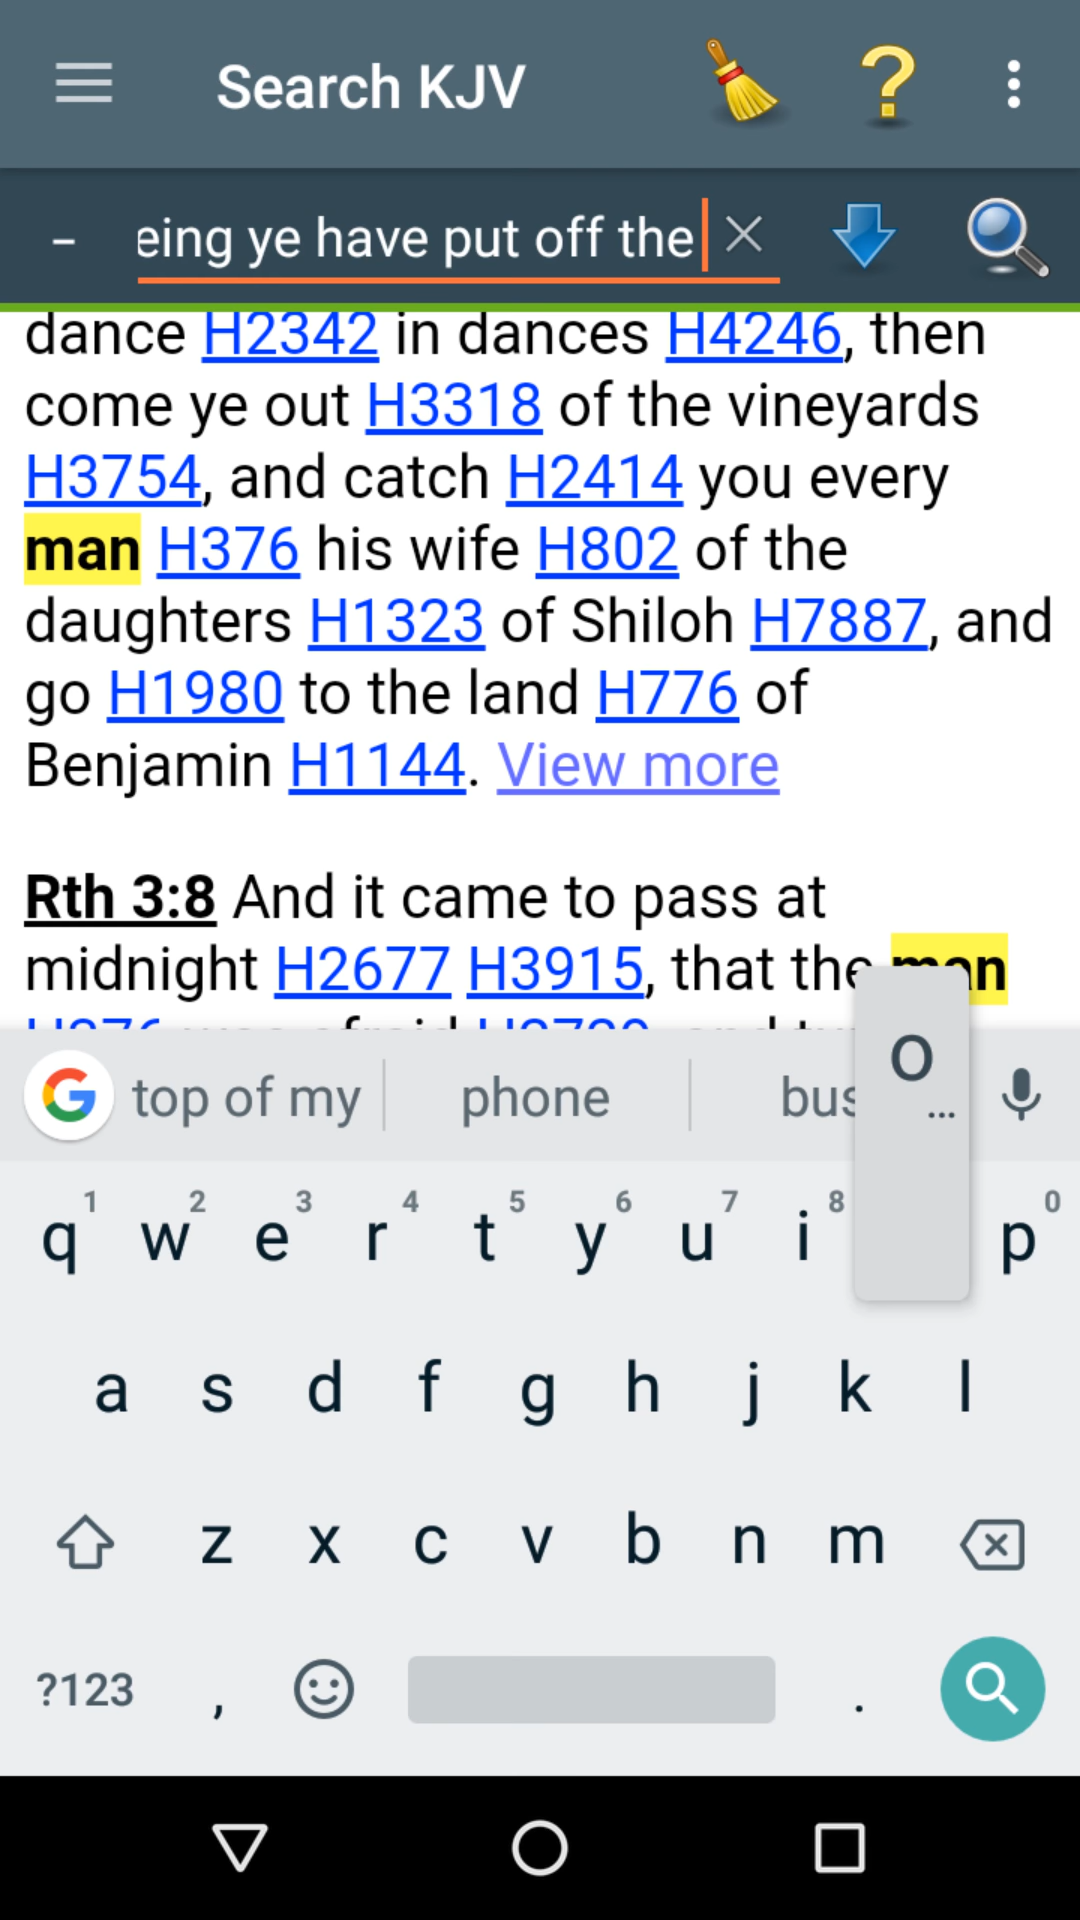 Search KJV
eing ye have put off the
dance H2342 in dances H4246, then
come ye out H3318 of the vineyards
H3754, and catch H2414 you every
man H376 his wife H802 of the
daughters H1323 of Shiloh H7887, and
go H1980 to the land H776 of
Benjamin H1144. View more
Rth 3:8 And it came to pass at
midnight H2677 H3915, that the man
top of my phone bus
o ...
1 2 3 4 5 6 7 8 0
q w e r t y u i p
a s d f g h j k l
z x c v b n m
?123 , .